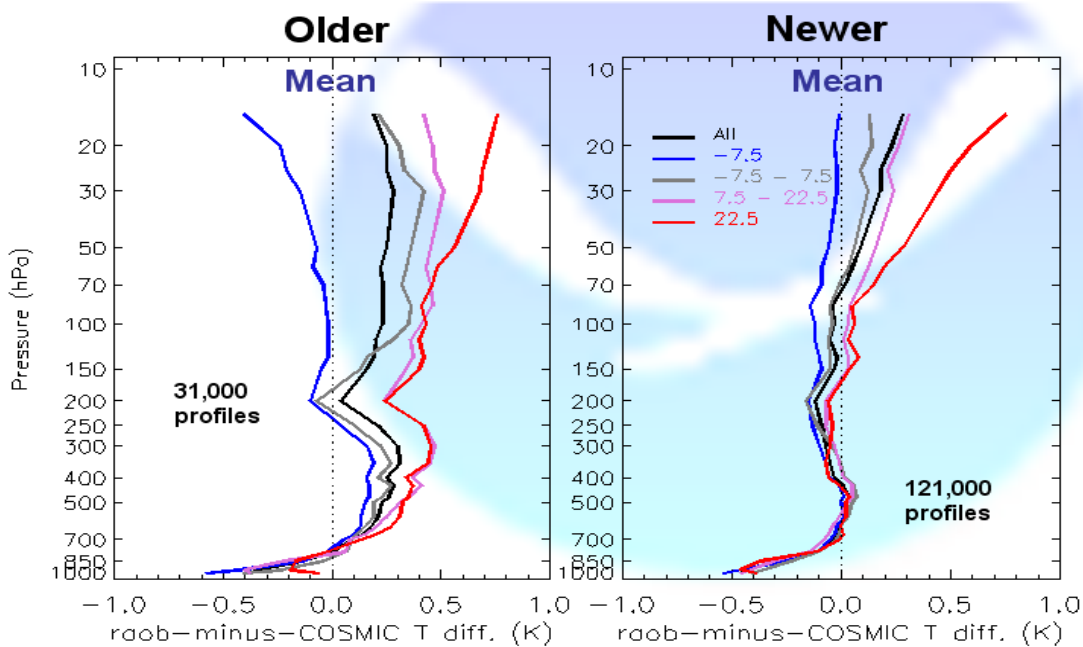 Older
Mean
10
20
30
50
70
100
150
200
250
300
400
500
700
850
1000
Pressure (hPa)
31,000
profiles
−1.0 −0.5 0.0 0.5 1.0
raob−minus−COSMIC T diff. (K)
Newer
Mean
10
20
30
50
70
100
150
200
250
300
400
500
700
850
1000
All
−7.5
−7.5 − 7.5
7.5 − 22.5
22.5
121,000
profiles
−1.0 −0.5 0.0 0.5 1.0
raob−minus−COSMIC T diff. (K)